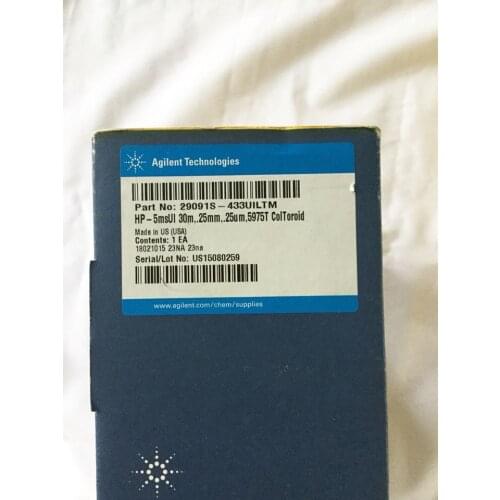 Agilent Technologies
Part No: 29091S-433UILTM
HP-5msUI 30m,.25mm,.25um,5975T ColToroid
Made in US (USA)
Contents: 1 EA
18021015 23NA 23na
Serial/Lot No: US15080259
www.agilent.com/chem/supplies